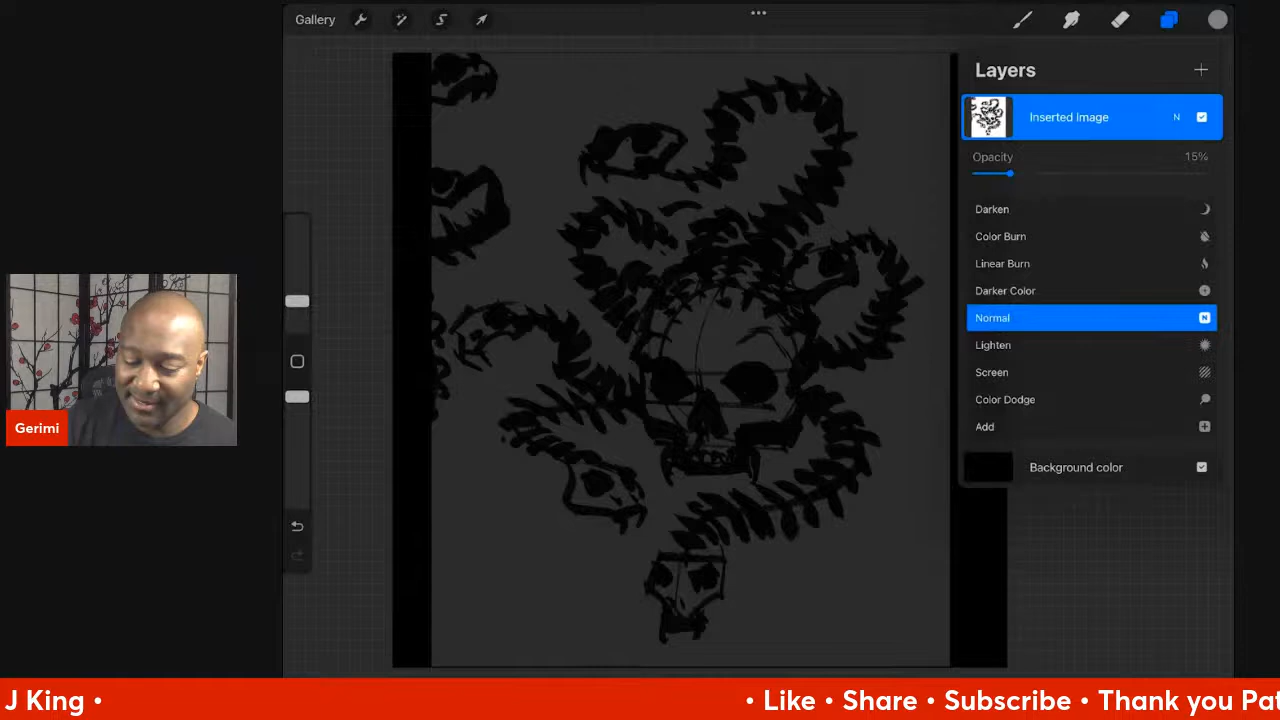 Gallery
Layers
Inserted Image N
Opacity 15%
Darken
Color Burn
Linear Burn
Darker Color
Normal N
Lighten
Screen
Color Dodge
Add
Background color
Gerimi
J King • • Like • Share • Subscribe • Thank you Pat